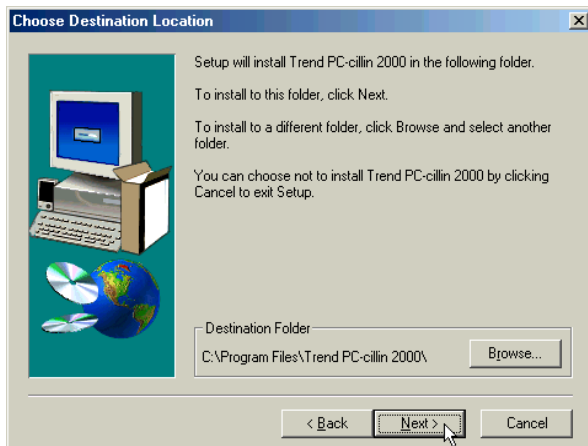 Choose Destination Location
Setup will install Trend PC-cillin 2000 in the following folder.
To install to this folder, click Next.
To install to a different folder, click Browse and select another
folder.
You can choose not to install Trend PC-cillin 2000 by clicking
Cancel to exit Setup.
Destination Folder
C:\Program Files\Trend PC-cillin 2000\
Browse...
< Back
Next >
Cancel